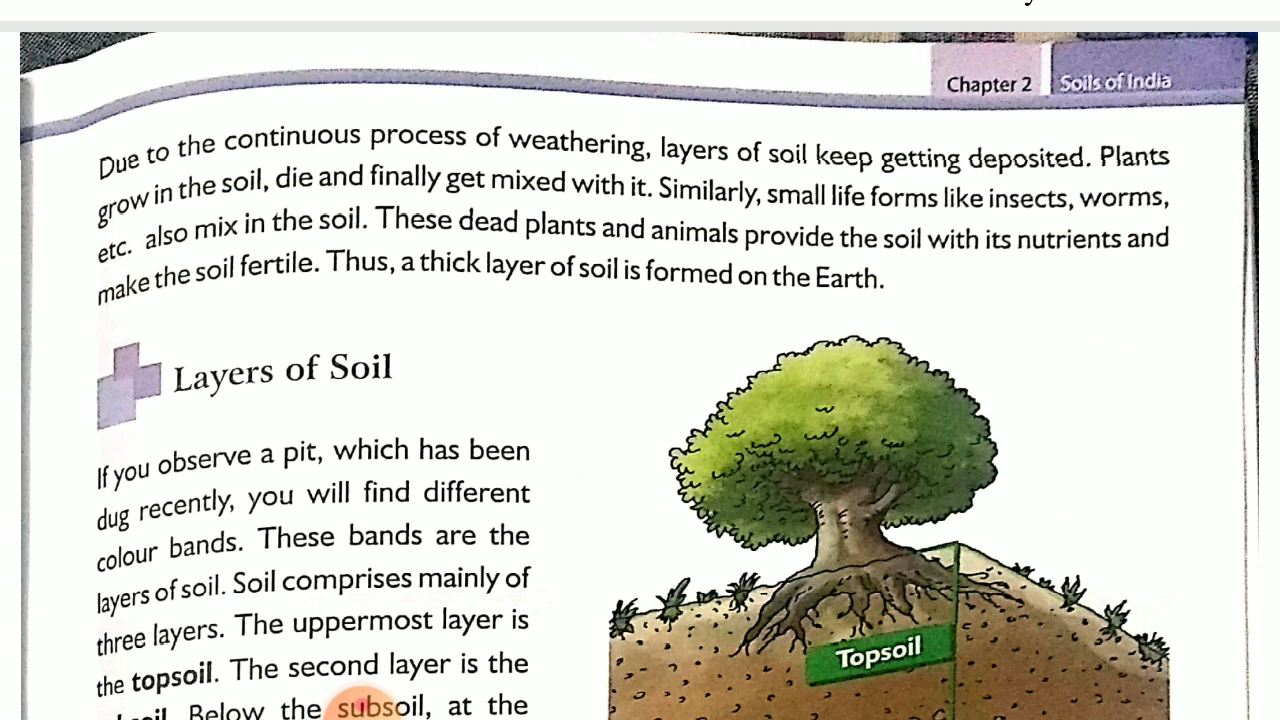 Chapter 2 Soils of India
Due to the continuous process of weathering, layers of soil keep getting deposited. Plants
grow in the soil, die and finally get mixed with it. Similarly, small life forms like insects, worms,
etc. also mix in the soil. These dead plants and animals provide the soil with its nutrients and
make the soil fertile. Thus, a thick layer of soil is formed on the Earth.
Layers of Soil
If you observe a pit, which has been
dug recently, you will find different
colour bands. These bands are the
layers of soil. Soil comprises mainly of
three layers. The uppermost layer is
the topsoil. The second layer is the
Below the subsoil, at the
Topsoil